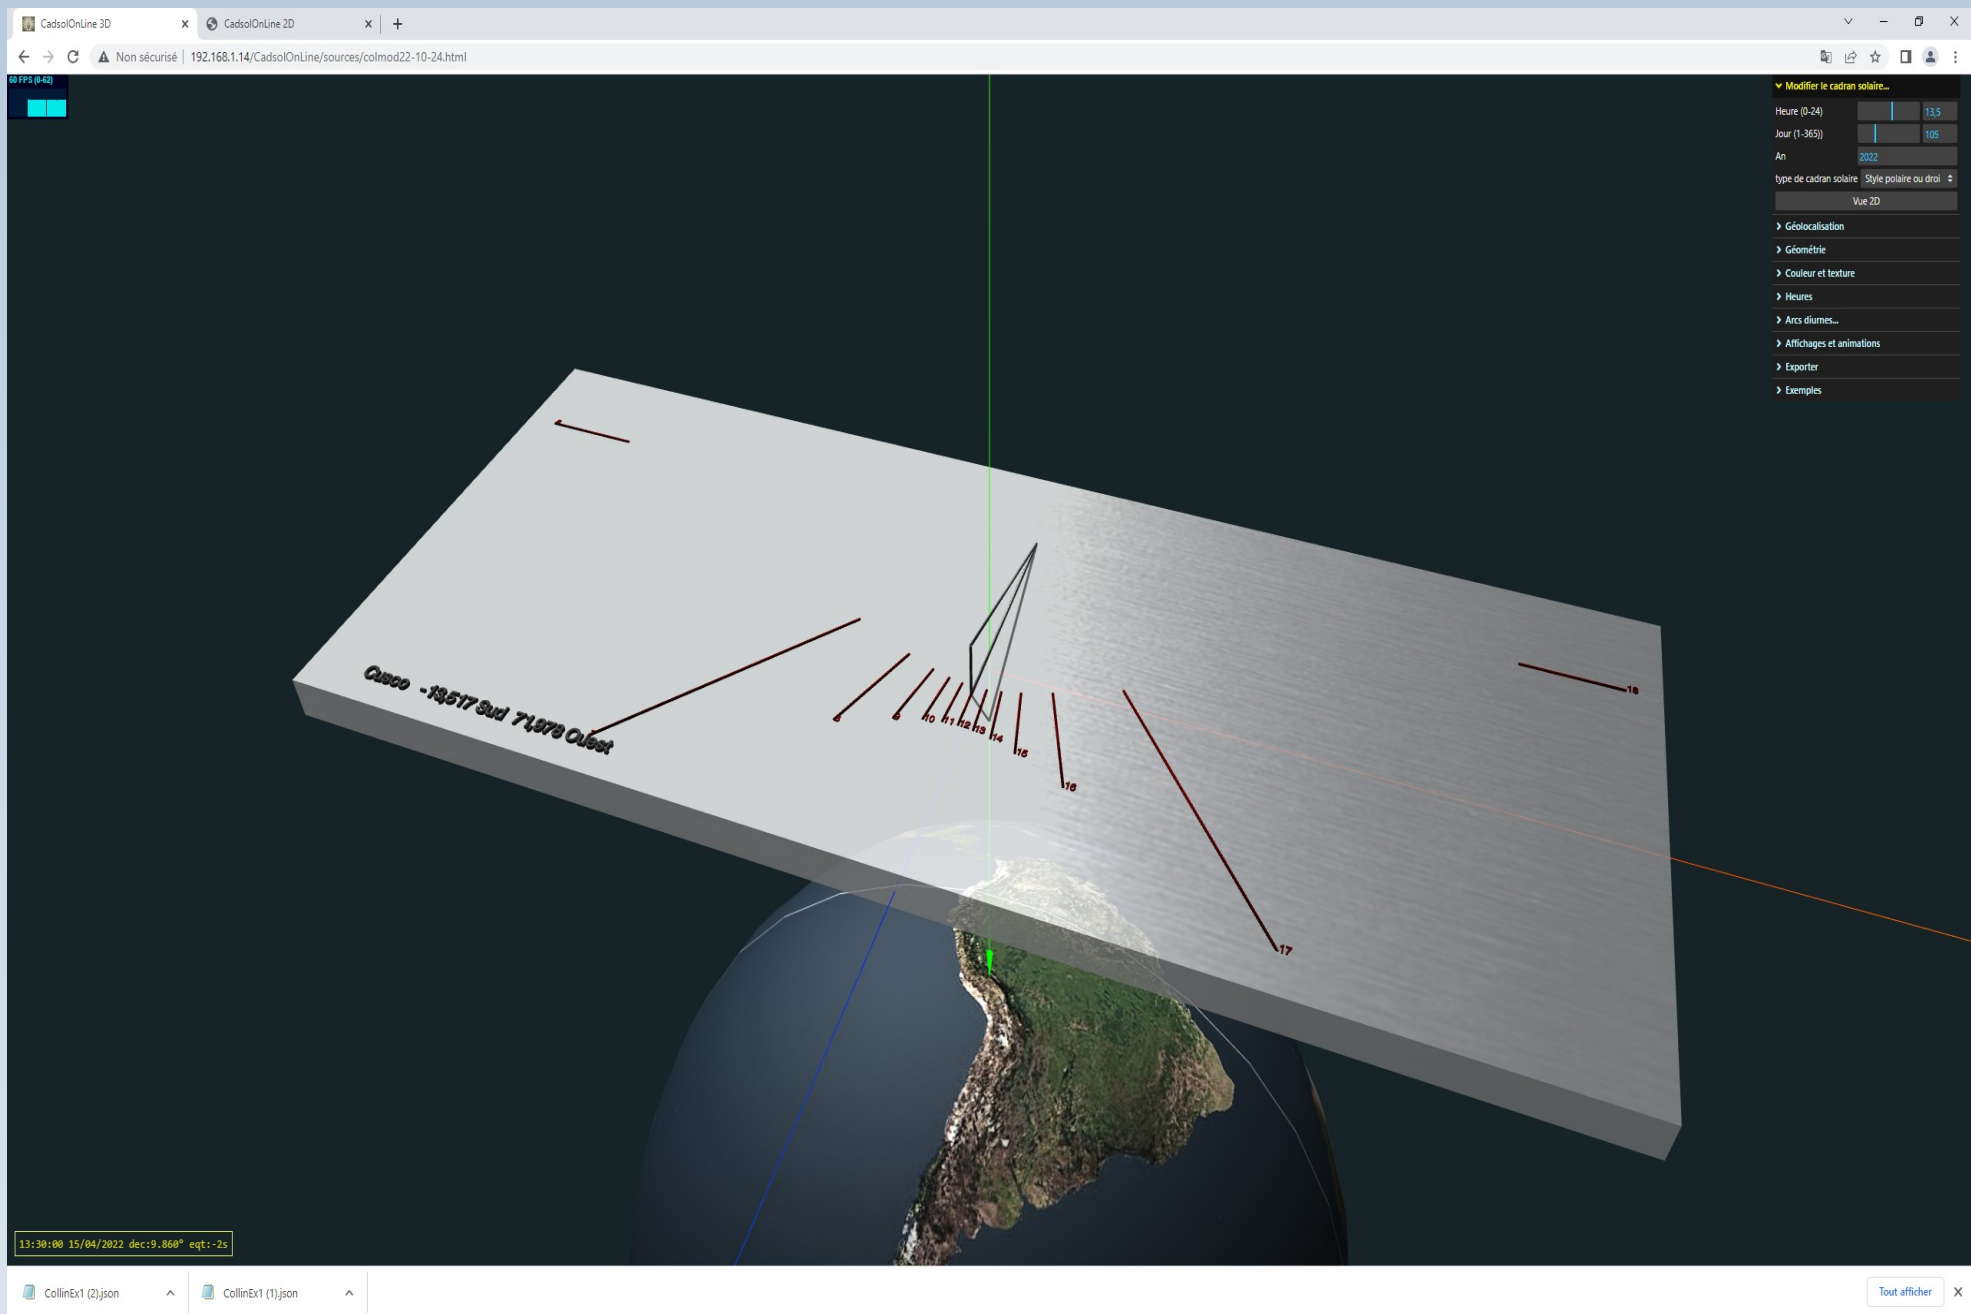 CadsolOnLine 3D
CadsolOnLine 2D
Non sécurisé
192.168.1.14/CadsolOnLine/sources/colmod22-10-24.html
60 FPS (0-62)
Modifier le cadran solaire...
Heure (0-24) 13,5
Jour (1-365)) 105
An 2022
type de cadran solaire Style polaire ou droi
Vue 2D
Géolocalisation
Géométrie
Couleur et texture
Heures
Arcs diurnes...
Affichages et animations
Exporter
Exemples
18
Cusco -13,517 Sud 71,978 Ouest
8
9
10
11
12
13
14
15
16
17
13:30:00 15/04/2022 dec:9.860° eqt:-2s
CollinEx1 (2).json
CollinEx1 (1).json
Tout afficher